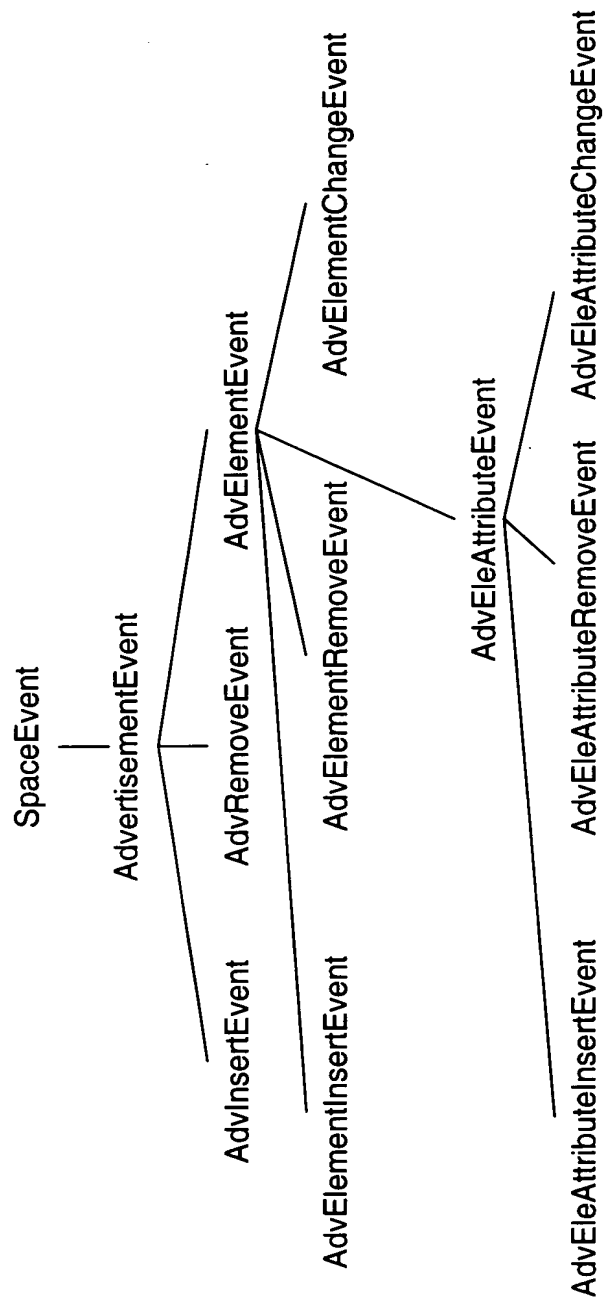 SpaceEvent
AdvertisementEvent
AdvInsertEvent
AdvRemoveEvent
AdvElementEvent
AdvElementInsertEvent
AdvElementRemoveEvent
AdvElementChangeEvent
AdvEleAttributeEvent
AdvEleAttributeInsertEvent
AdvEleAttributeRemoveEvent
AdvEleAttributeChangeEvent